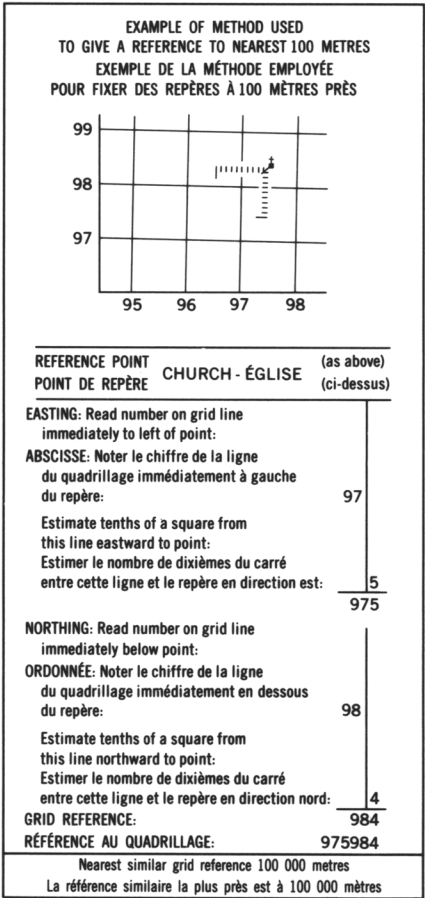 EXAMPLE OF METHOD USED
TO GIVE A REFERENCE TO NEAREST 100 METRES
EXEMPLE DE LA MÉTHODE EMPLOYÉE
POUR FIXER DES REPÈRES À 100 MÈTRES PRÈS
99
98
97
95 96 97 98
REFERENCE POINT
POINT DE REPÈRE
CHURCH - ÉGLISE
(as above)
(ci-dessus)
EASTING: Read number on grid line
immediately to left of point:
ABSCISSE: Noter le chiffre de la ligne
du quadrillage immédiatement à gauche
du repère: 97
Estimate tenths of a square from
this line eastward to point:
Estimer le nombre de dixièmes du carré
entre cette ligne et le repère en direction est: 5
975
NORTHING: Read number on grid line
immediately below point:
ORDONNÉE: Noter le chiffre de la ligne
du quadrillage immédiatement en dessous
du repère: 98
Estimate tenths of a square from
this line northward to point:
Estimer le nombre de dixièmes du carré
entre cette ligne et le repère en direction nord: 4
GRID REFERENCE: 984
RÉFÉRENCE AU QUADRILLAGE: 975984
Nearest similar grid reference 100 000 metres
La référence similaire la plus près est à 100 000 mètres